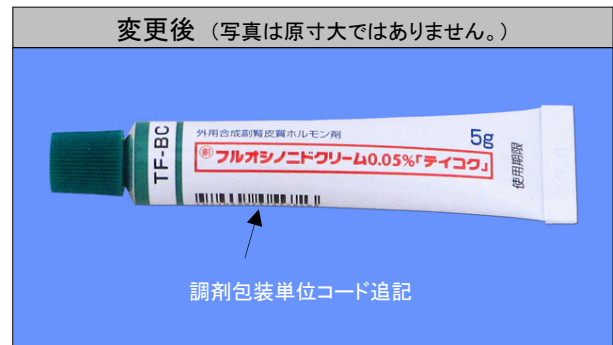 変更後 (写真は原寸大ではありません。)
TF-BC
外用合成副腎皮質ホルモン剤
5g
劇 フルオシノニドクリーム0.05%「テイコク」
使用期限
調剤包装単位コード追記